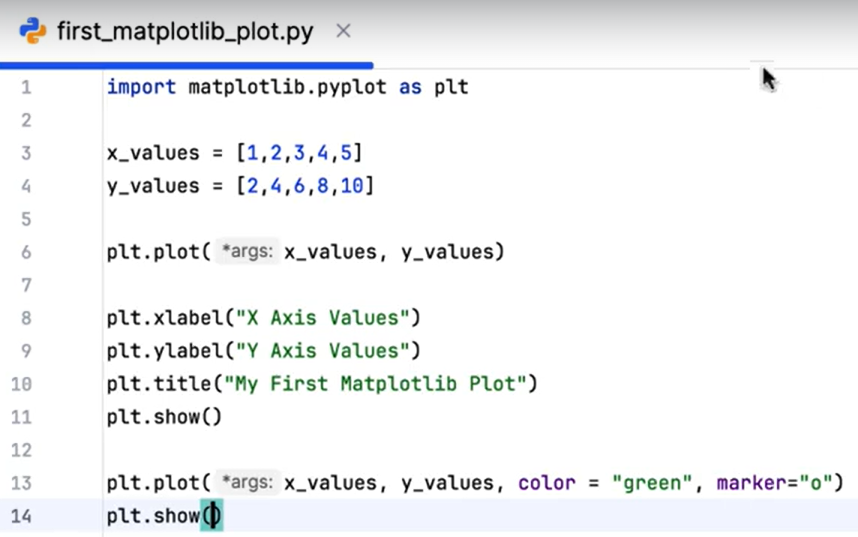 first_matplotlib_plot.py
1 import matplotlib.pyplot as plt
2
3 x_values = [1,2,3,4,5]
4 y_values = [2,4,6,8,10]
5
6 plt.plot( *args: x_values, y_values)
7
8 plt.xlabel("X Axis Values")
9 plt.ylabel("Y Axis Values")
10 plt.title("My First Matplotlib Plot")
11 plt.show()
12
13 plt.plot( *args: x_values, y_values, color = "green", marker="o")
14 plt.show()